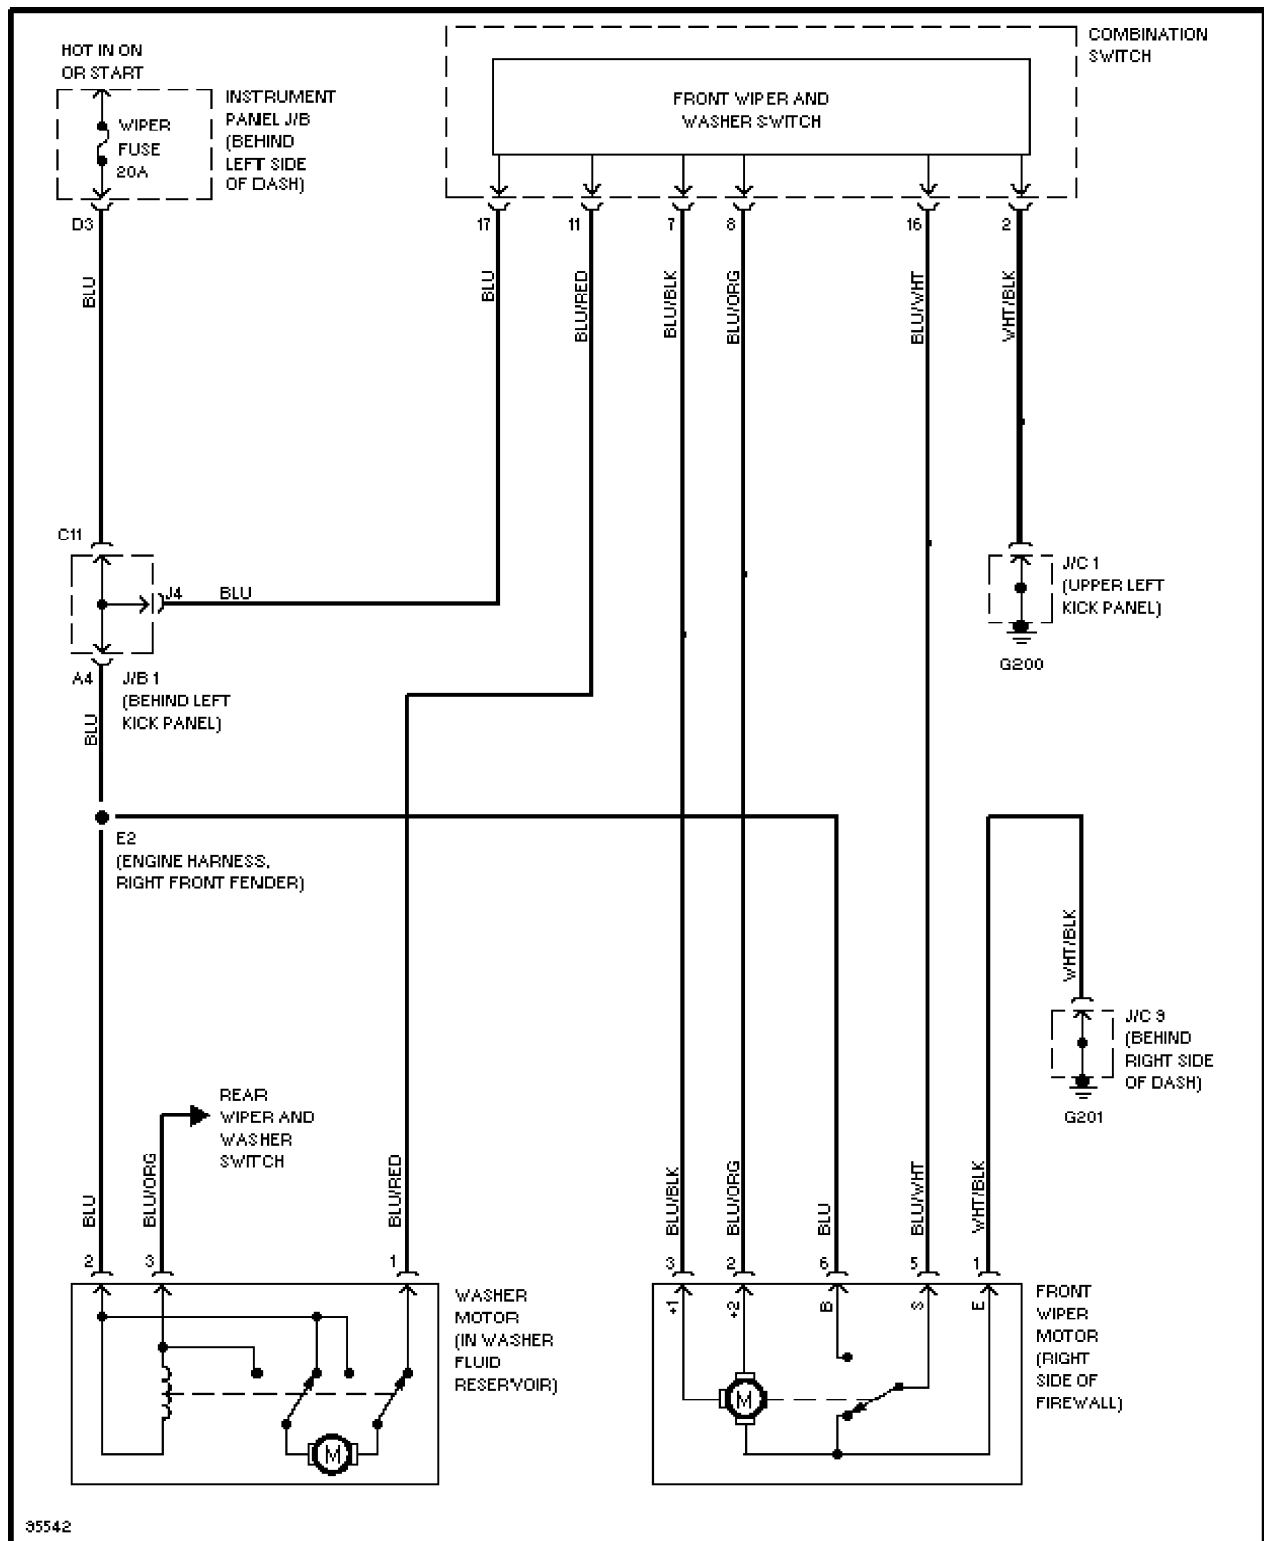 HOT IN ON
OR START
WIPER
FUSE
20A
INSTRUMENT
PANEL J/B
(BEHIND
LEFT SIDE
OF DASH)
COMBINATION
SWITCH
FRONT WIPER AND
WASHER SWITCH
D3
17
11
7
8
16
2
BLU
BLU
BLU/RED
BLU/BLK
BLU/ORG
BLU/WHT
WHT/BLK
C11
J4
BLU
J/C 1
(UPPER LEFT
KICK PANEL)
G200
A4
J/B 1
(BEHIND LEFT
KICK PANEL)
BLU
E2
(ENGINE HARNESS,
RIGHT FRONT FENDER)
WHT/BLK
J/C 9
(BEHIND
RIGHT SIDE
OF DASH)
G201
REAR
WIPER AND
WASHER
SWITCH
BLU
BLU/ORG
BLU/RED
BLU/BLK
BLU/ORG
BLU
BLU/WHT
WHT/BLK
2
3
1
3
2
6
5
1
WASHER
MOTOR
(IN WASHER
FLUID
RESERVOIR)
M
+1
+2
B
S
E
M
FRONT
WIPER
MOTOR
(RIGHT
SIDE OF
FIREWALL)
95542